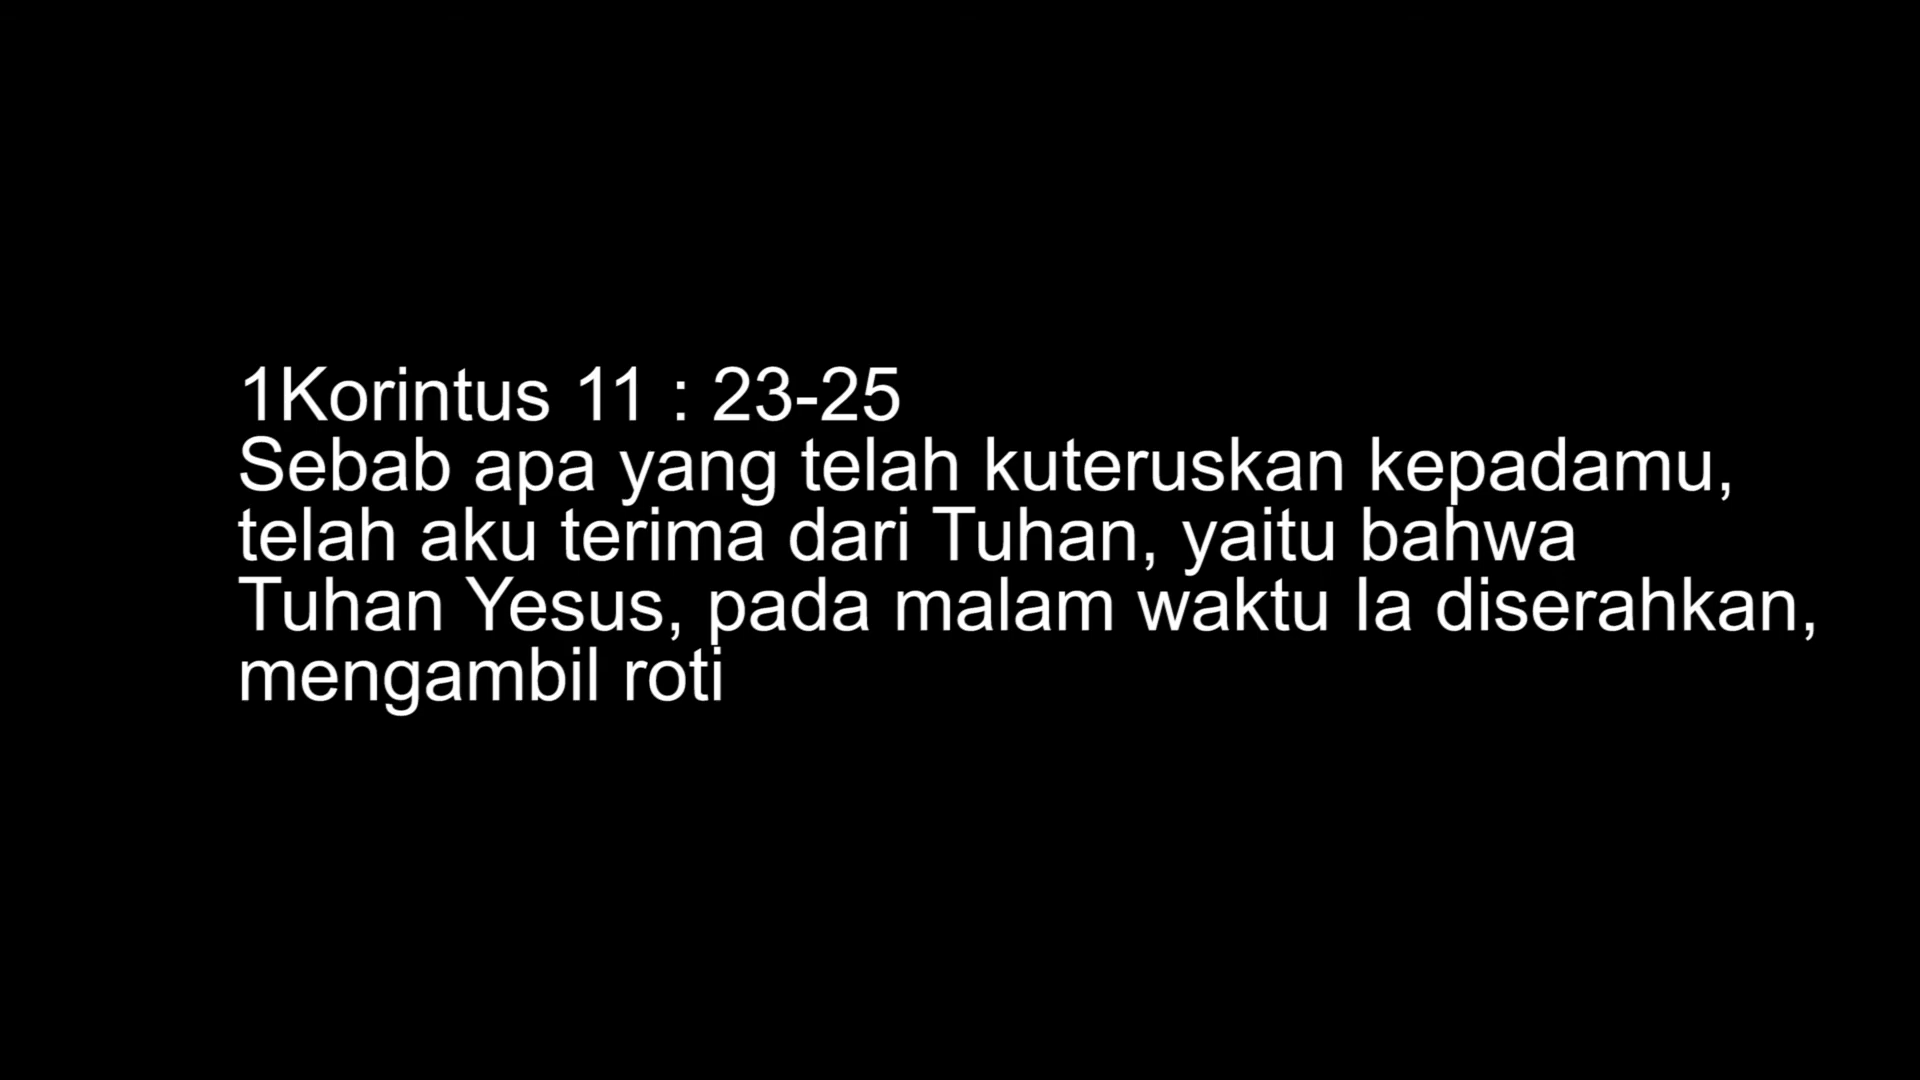 1Korintus 11 : 23-25
Sebab apa yang telah kuteruskan kepadamu,
telah aku terima dari Tuhan, yaitu bahwa
Tuhan Yesus, pada malam waktu Ia diserahkan,
mengambil roti